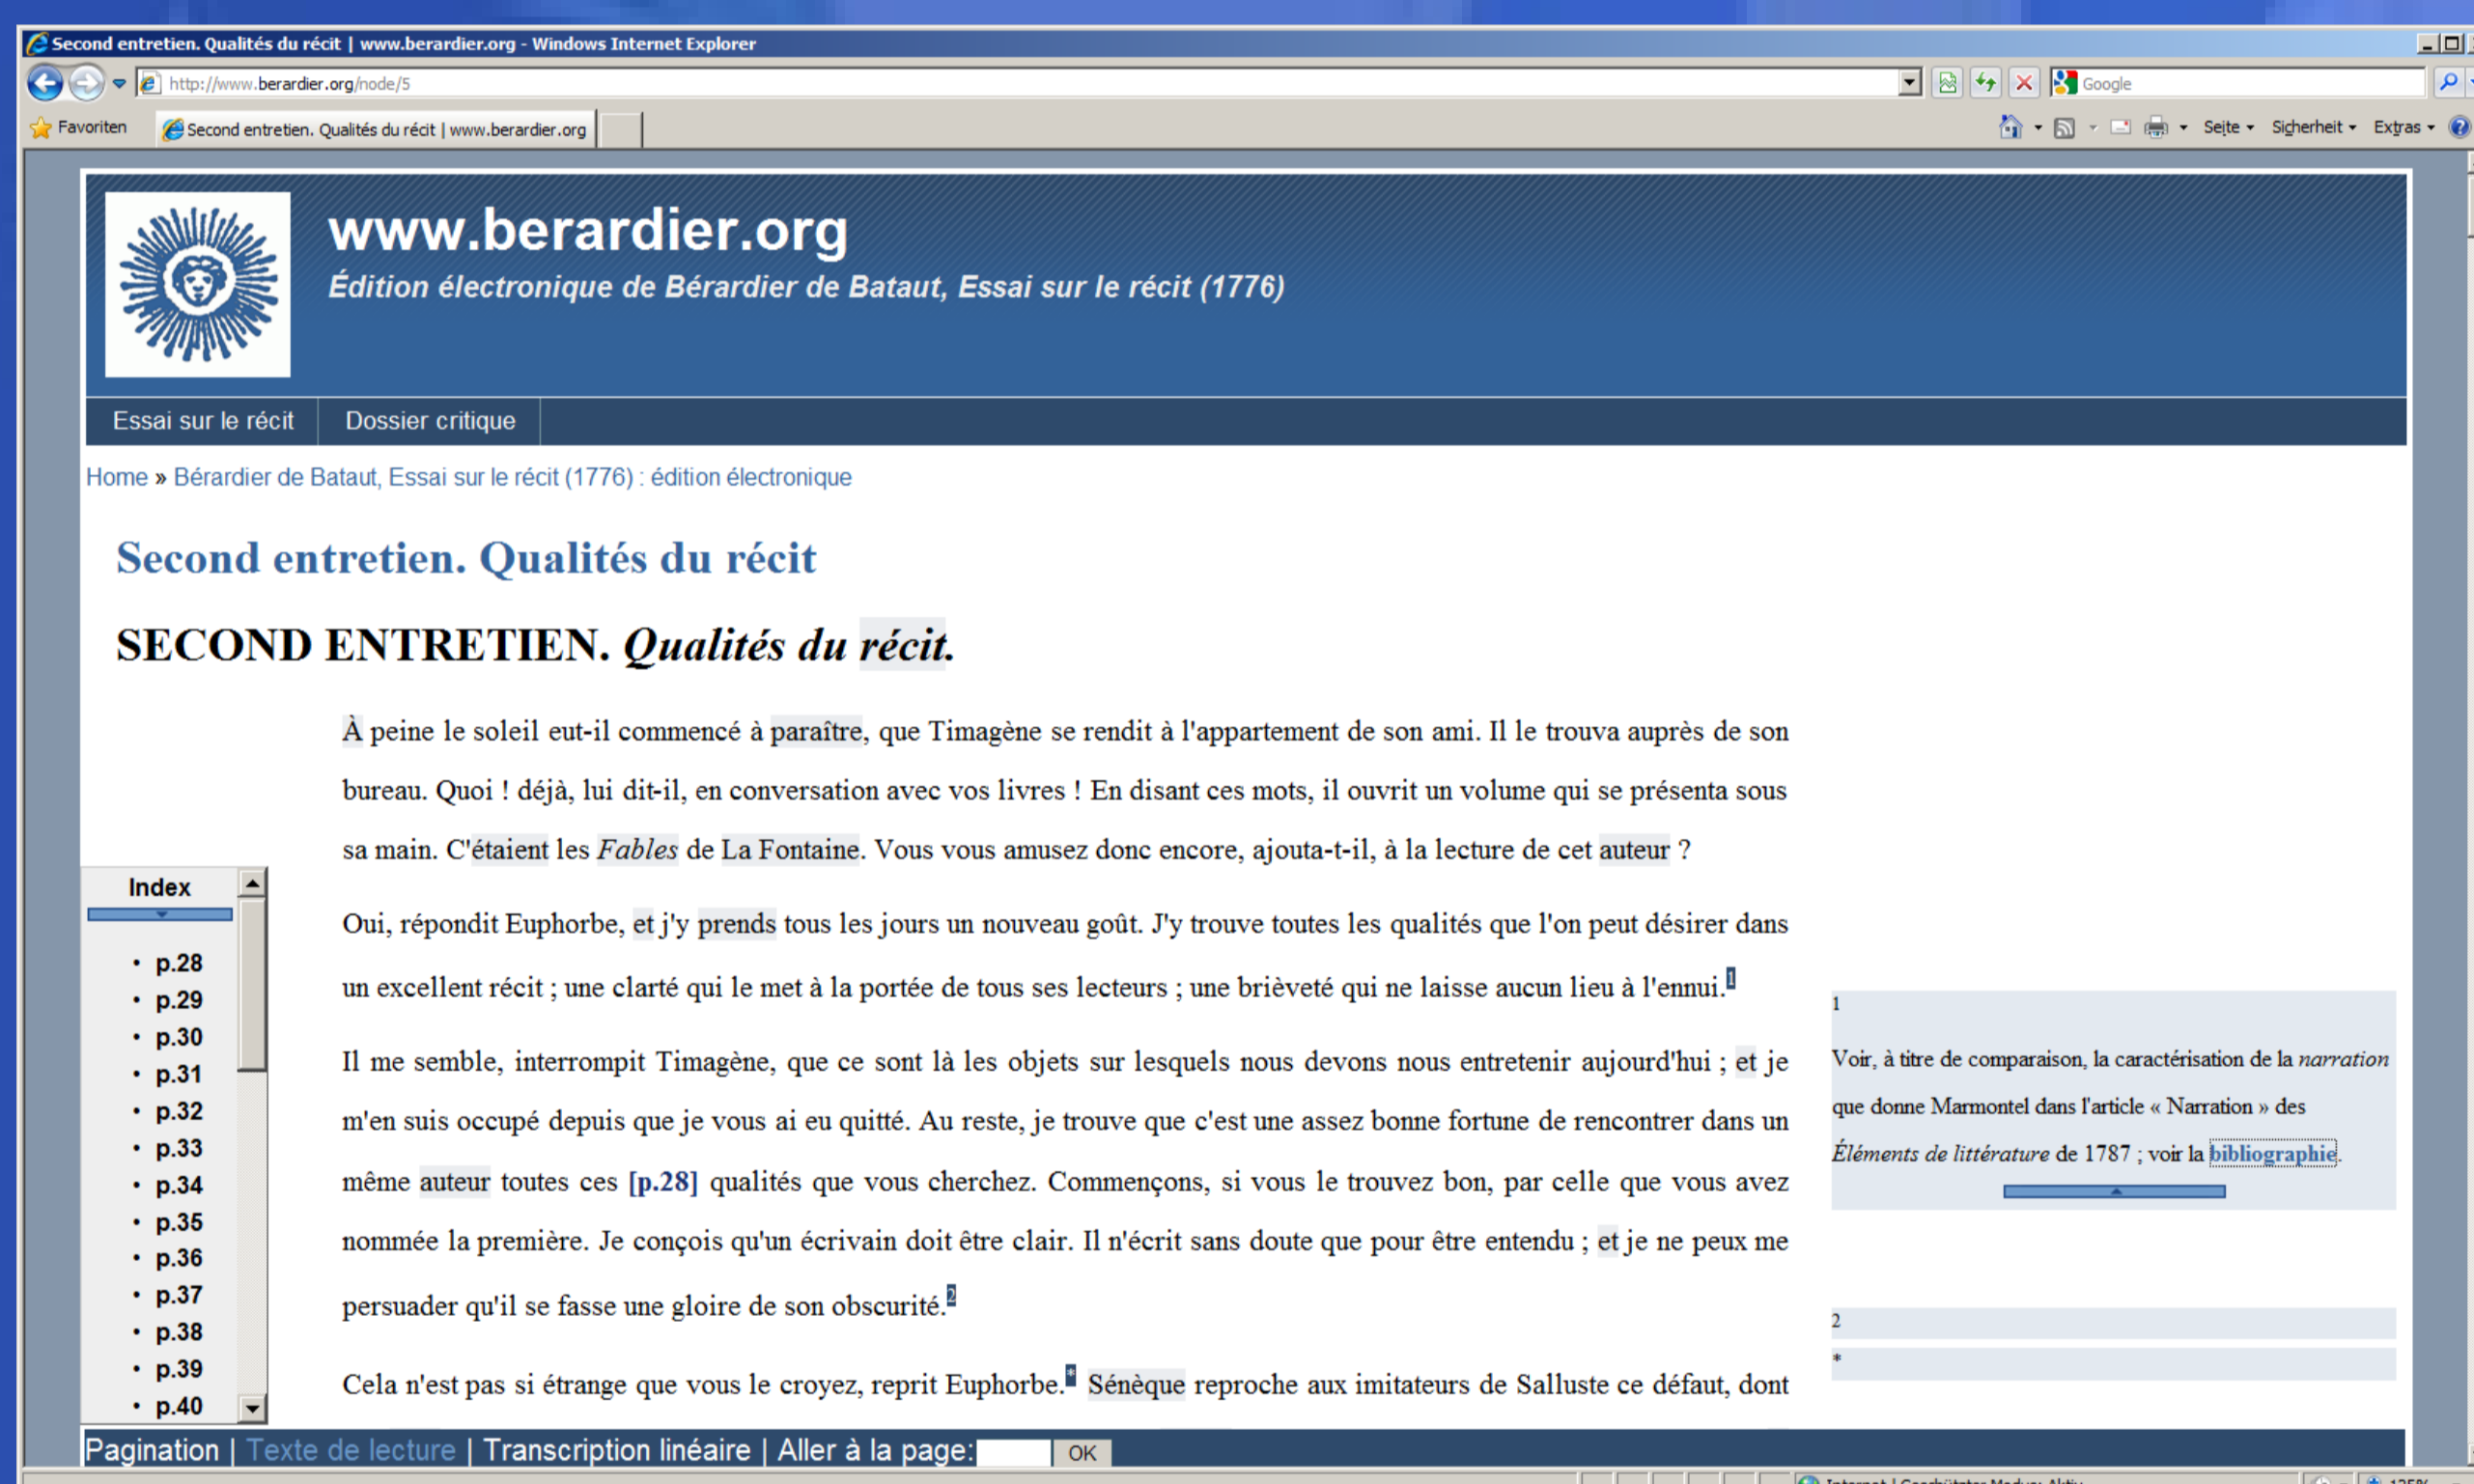 Second entretien. Qualités du récit | www.berardier.org - Windows Internet Explorer
http://www.berardier.org/node/5
Google
Favoriten
Second entretien. Qualités du récit | www.berardier.org
Seite
Sicherheit
Extras
www.berardier.org
Édition électronique de Bérardier de Bataut, Essai sur le récit (1776)
Essai sur le récit
Dossier critique
Home » Bérardier de Bataut, Essai sur le récit (1776) : édition électronique
Second entretien. Qualités du récit
SECOND ENTRETIEN. Qualités du récit.
À peine le soleil eut-il commencé à paraître, que Timagène se rendit à l'appartement de son ami. Il le trouva auprès de son
bureau. Quoi ! déjà, lui dit-il, en conversation avec vos livres ! En disant ces mots, il ouvrit un volume qui se présenta sous
sa main. C'étaient les Fables de La Fontaine. Vous vous amusez donc encore, ajouta-t-il, à la lecture de cet auteur ?
Oui, répondit Euphorbe, et j'y prends tous les jours un nouveau goût. J'y trouve toutes les qualités que l'on peut désirer dans
un excellent récit ; une clarté qui le met à la portée de tous ses lecteurs ; une brièveté qui ne laisse aucun lieu à l'ennui.1
Il me semble, interrompit Timagène, que ce sont là les objets sur lesquels nous devons nous entretenir aujourd'hui ; et je
m'en suis occupé depuis que je vous ai eu quitté. Au reste, je trouve que c'est une assez bonne fortune de rencontrer dans un
même auteur toutes ces [p.28] qualités que vous cherchez. Commençons, si vous le trouvez bon, par celle que vous avez
nommée la première. Je conçois qu'un écrivain doit être clair. Il n'écrit sans doute que pour être entendu ; et je ne peux me
persuader qu'il se fasse une gloire de son obscurité.2
Cela n'est pas si étrange que vous le croyez, reprit Euphorbe.* Sénèque reproche aux imitateurs de Salluste ce défaut, dont
Index
p.28
p.29
p.30
p.31
p.32
p.33
p.34
p.35
p.36
p.37
p.38
p.39
p.40
1
Voir, à titre de comparaison, la caractérisation de la narration
que donne Marmontel dans l'article « Narration » des
Éléments de littérature de 1787 ; voir la bibliographie.
2
*
Pagination | Texte de lecture | Transcription linéaire | Aller à la page:
OK
Internet | Geschützter Modus: Aktiv
125%